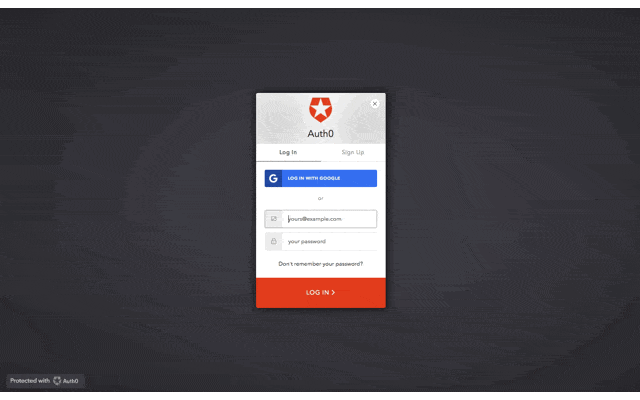 Auth0
Log In
Sign Up
LOG IN WITH GOOGLE
or
yours@example.com
your password
Don't remember your password?
LOG IN >
Protected with Auth0